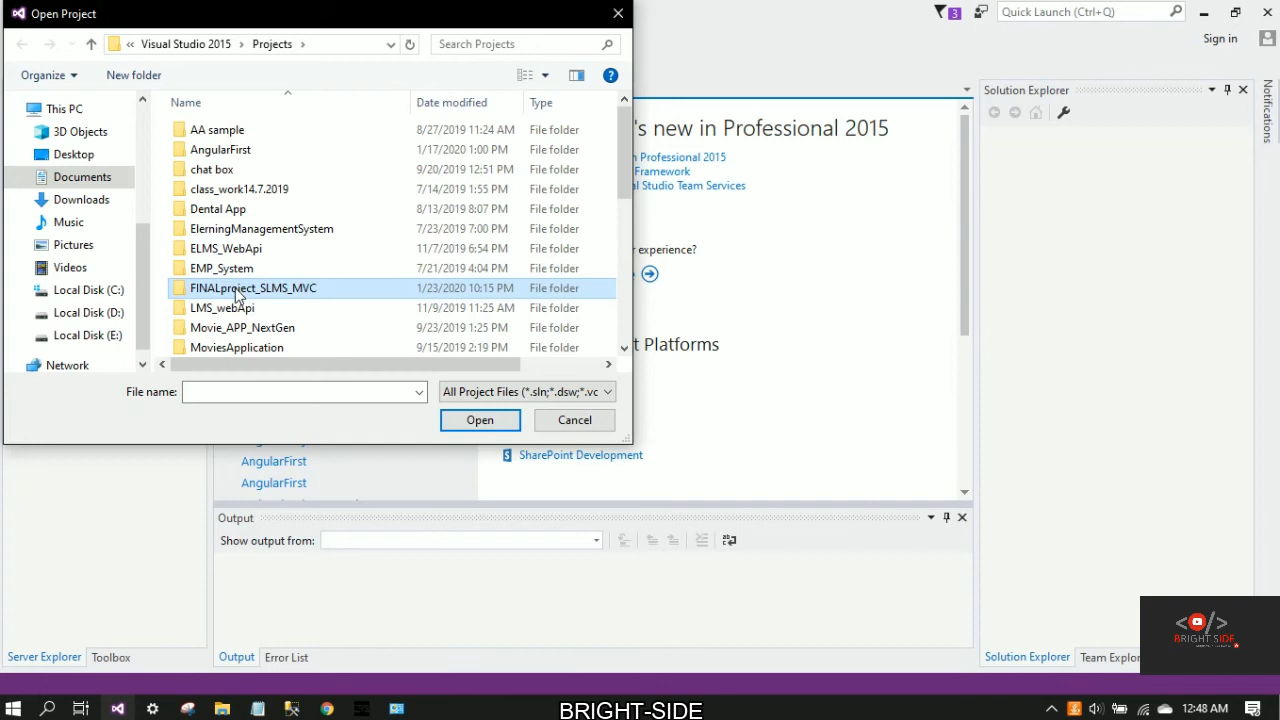 Open Project
3
Quick Launch (Ctrl+Q)
Sign in
« Visual Studio 2015 › Projects ›
Search Projects
Organize
New folder
?
This PC
3D Objects
Desktop
Documents
Downloads
Music
Pictures
Videos
Local Disk (C:)
Local Disk (D:)
Local Disk (E:)
Network
Name Date modified Type
AA sample 8/27/2019 11:24 AM File folder
AngularFirst 1/17/2020 1:00 PM File folder
chat box 9/20/2019 12:51 PM File folder
class_work14.7.2019 7/14/2019 1:55 PM File folder
Dental App 8/13/2019 8:07 PM File folder
ElerningManagementSystem 7/23/2019 7:00 PM File folder
ELMS_WebApi 11/7/2019 6:54 PM File folder
EMP_System 7/21/2019 4:04 PM File folder
FINALproject_SLMS_MVC 1/23/2020 10:15 PM File folder
LMS_webApi 11/9/2019 11:25 AM File folder
Movie_APP_NextGen 9/23/2019 1:25 PM File folder
MoviesApplication 9/15/2019 2:19 PM File folder
File name:
All Project Files (*.sln;*.dsw;*.vc
Open
Cancel
's new in Professional 2015
n Professional 2015
Framework
al Studio Team Services
r experience?
t Platforms
SharePoint Development
AngularFirst
AngularFirst
Output
Show output from:
Solution Explorer
Notifications
Server Explorer
Toolbox
Output
Error List
Solution Explorer
Team Explor
</>
BRIGHT SIDE
BRIGHT-SIDE
12:48 AM